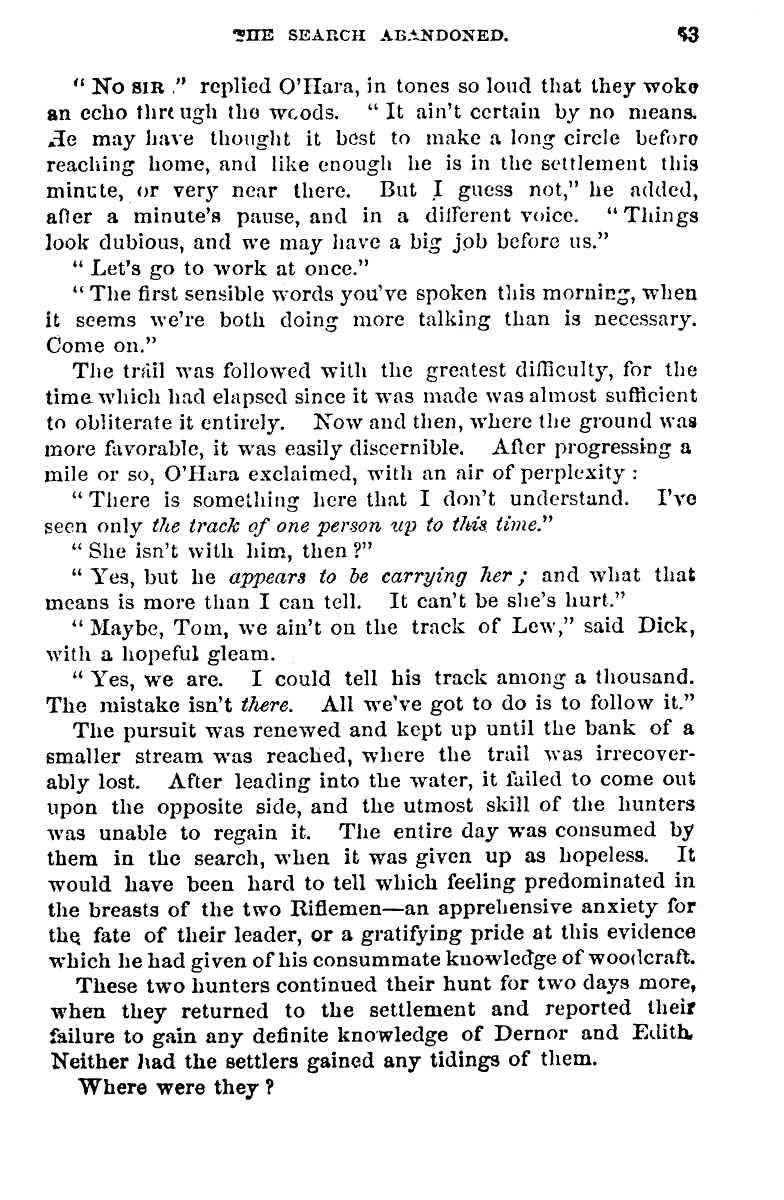 THE SEARCH ABANDONED. 53
“ No sir ,” replied O’Hara, in tones so loud that they woke
an echo through the woods. “ It ain’t certain by no means.
He may have thought it best to make a long circle before
reaching home, and like enough he is in the settlement this
minute, or very near there. But I guess not,” he added,
after a minute’s pause, and in a different voice. “ Things
look dubious, and we may have a big job before us.”
“ Let’s go to work at once.”
“ The first sensible words you’ve spoken this morning, when
it seems we’re both doing more talking than is necessary.
Come on.”
The trail was followed with the greatest difficulty, for the
time which had elapsed since it was made was almost sufficient
to obliterate it entirely. Now and then, where the ground was
more favorable, it was easily discernible. After progressing a
mile or so, O’Hara exclaimed, with an air of perplexity :
“ There is something here that I don’t understand. I’ve
seen only the track of one person up to this time.”
“ She isn’t with him, then ?”
“ Yes, but he appears to be carrying her ; and what that
means is more than I can tell. It can’t be she’s hurt.”
“ Maybe, Tom, we ain’t on the track of Lew,” said Dick,
with a hopeful gleam.
“ Yes, we are. I could tell his track among a thousand.
The mistake isn’t there. All we’ve got to do is to follow it.”
The pursuit was renewed and kept up until the bank of a
smaller stream was reached, where the trail was irrecover-
ably lost. After leading into the water, it failed to come out
upon the opposite side, and the utmost skill of the hunters
was unable to regain it. The entire day was consumed by
them in the search, when it was given up as hopeless. It
would have been hard to tell which feeling predominated in
the breasts of the two Riflemen—an apprehensive anxiety for
the fate of their leader, or a gratifying pride at this evidence
which he had given of his consummate knowledge of woodcraft.
These two hunters continued their hunt for two days more,
when they returned to the settlement and reported their
failure to gain any definite knowledge of Dernor and Edith.
Neither had the settlers gained any tidings of them.
Where were they ?